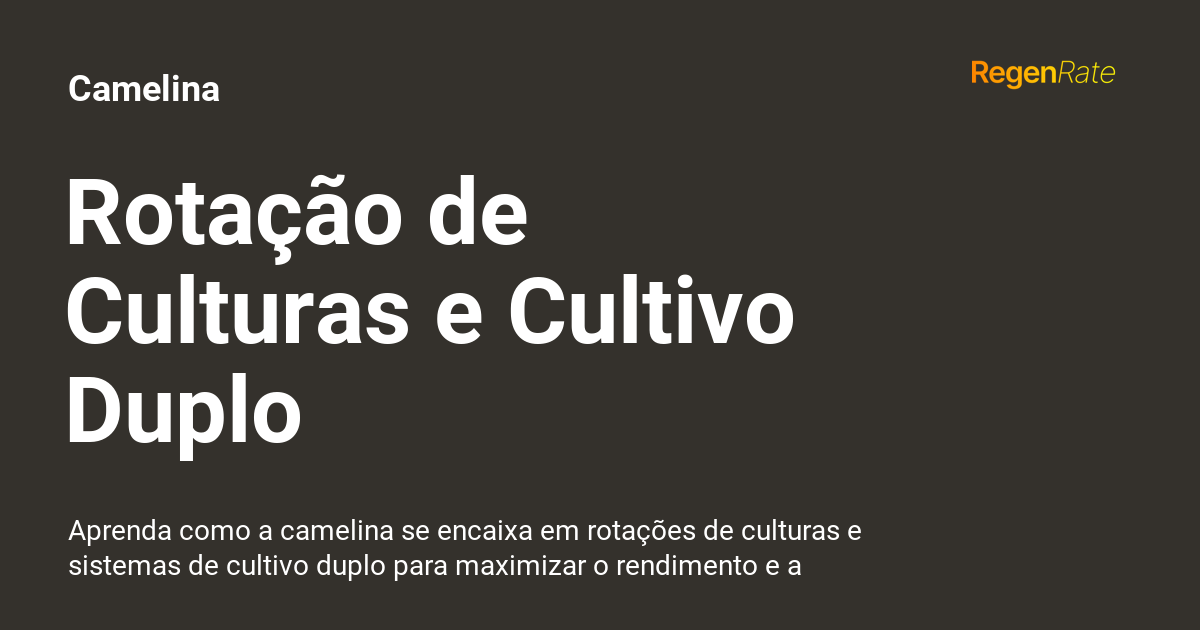 Camelina
RegenRate
Rotação de
Culturas e Cultivo
Duplo
Aprenda como a camelina se encaixa em rotações de culturas e
sistemas de cultivo duplo para maximizar o rendimento e a